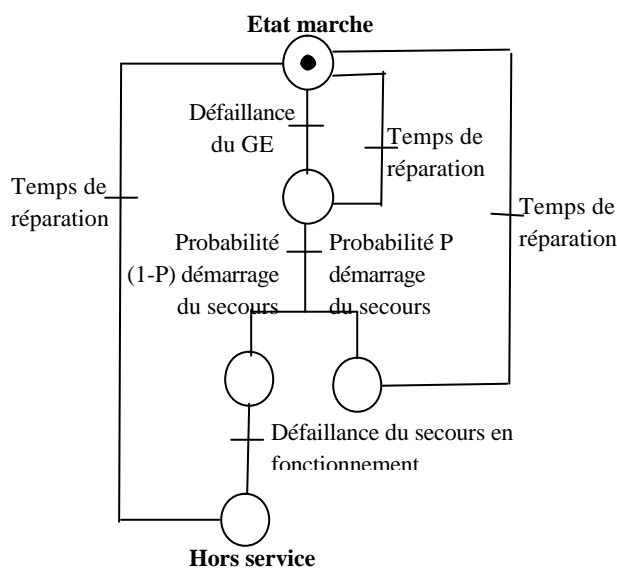 Etat marche
Défaillance
du GE
Temps de
réparation
Temps de
réparation
Temps de
réparation
Probabilité
(1-P) démarrage
du secours
Probabilité P
démarrage
du secours
Défaillance du secours en
fonctionnement
Hors service